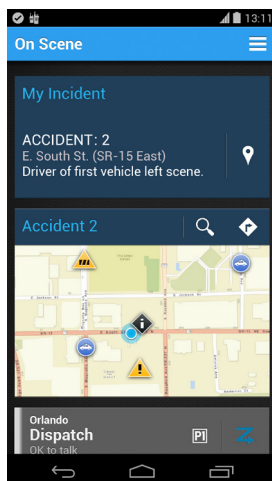 13:11
On Scene
My Incident
ACCIDENT: 2
E. South St. (SR-15 East)
Driver of first vehicle left scene.
Accident 2
Orlando
Dispatch
P1
OK to talk